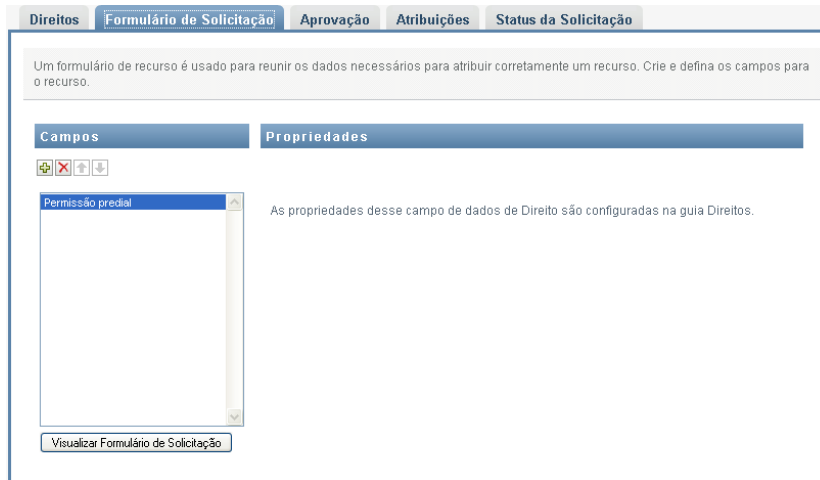 Direitos Formulário de Solicitação Aprovação Atribuições Status da Solicitação
Um formulário de recurso é usado para reunir os dados necessários para atribuir corretamente um recurso. Crie e defina os campos para
o recurso.
Campos Propriedades
Permissão predial
As propriedades desse campo de dados de Direito são configuradas na guia Direitos.
Visualizar Formulário de Solicitação